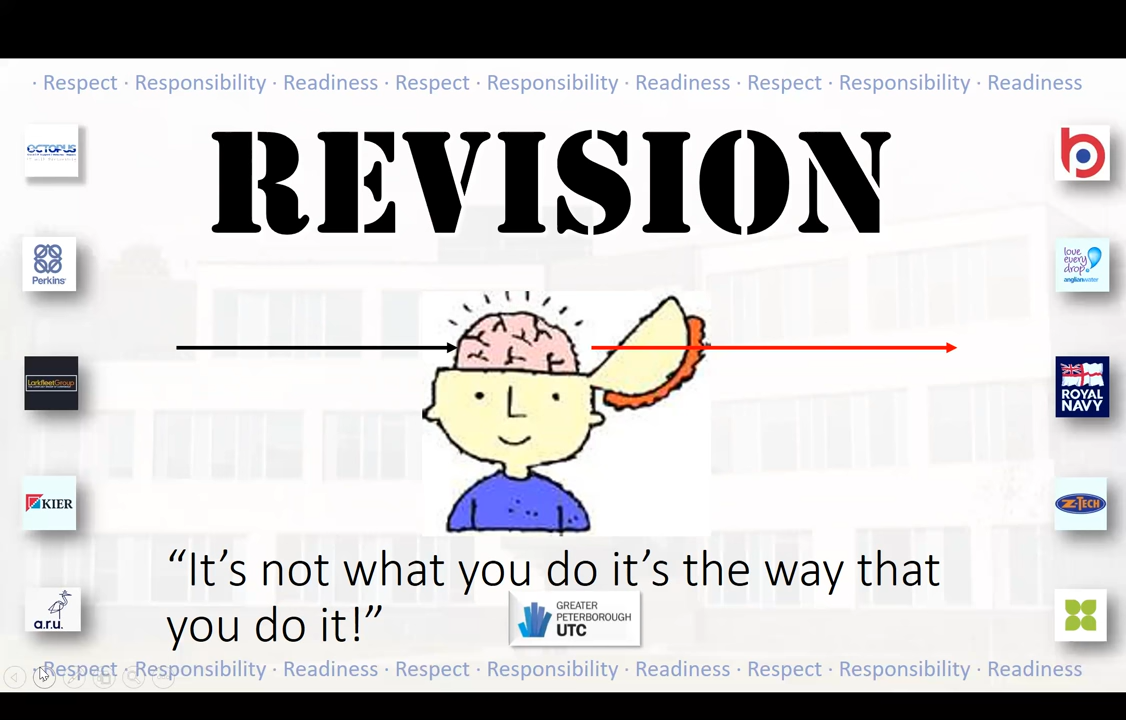 · Respect · Responsibility · Readiness · Respect · Responsibility · Readiness · Respect · Responsibility · Readiness
REVISION
OCTOPUS
Perkins
LarkfleetGroup
KIER
a.r.u.
b
love
every
drop
anglianwater
ROYAL
NAVY
Z-TECH
“It’s not what you do it’s the way that
you do it!”
GREATER
PETERBOROUGH
UTC
· Respect · Responsibility · Readiness · Respect · Responsibility · Readiness · Respect · Responsibility · Readiness